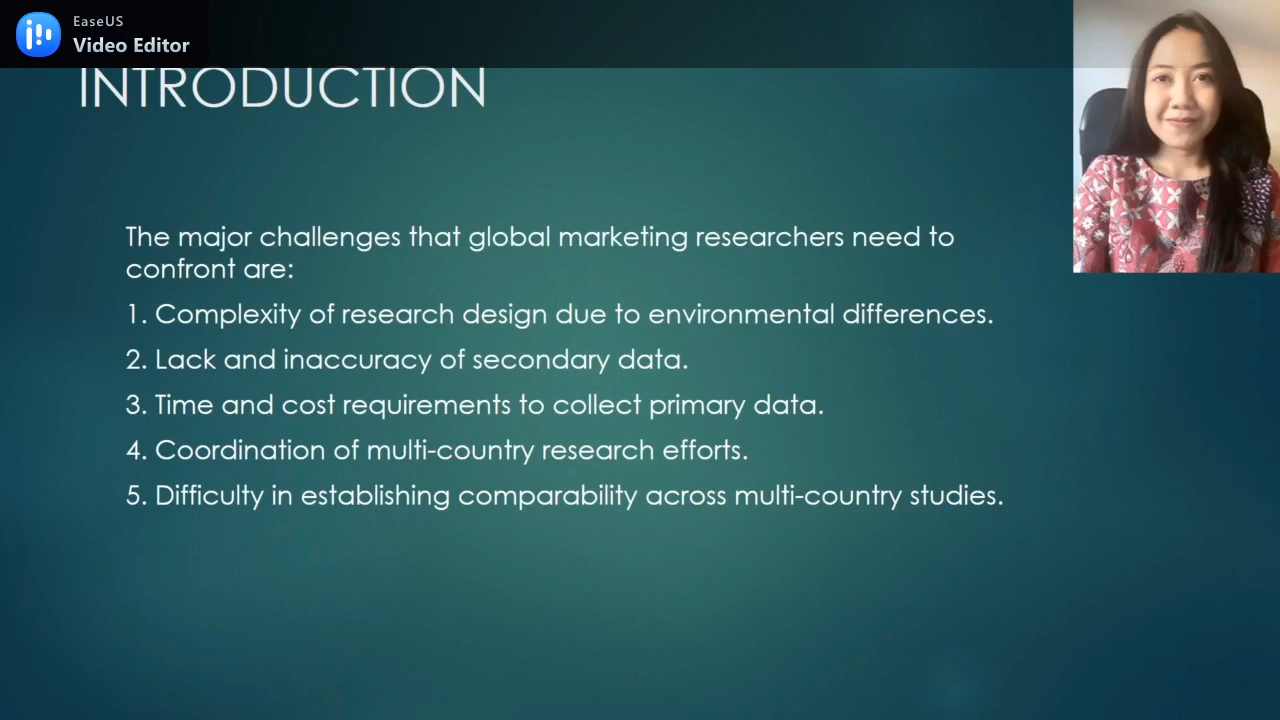 EaseUS
Video Editor
INTRODUCTION
The major challenges that global marketing researchers need to
confront are:
1. Complexity of research design due to environmental differences.
2. Lack and inaccuracy of secondary data.
3. Time and cost requirements to collect primary data.
4. Coordination of multi-country research efforts.
5. Difficulty in establishing comparability across multi-country studies.